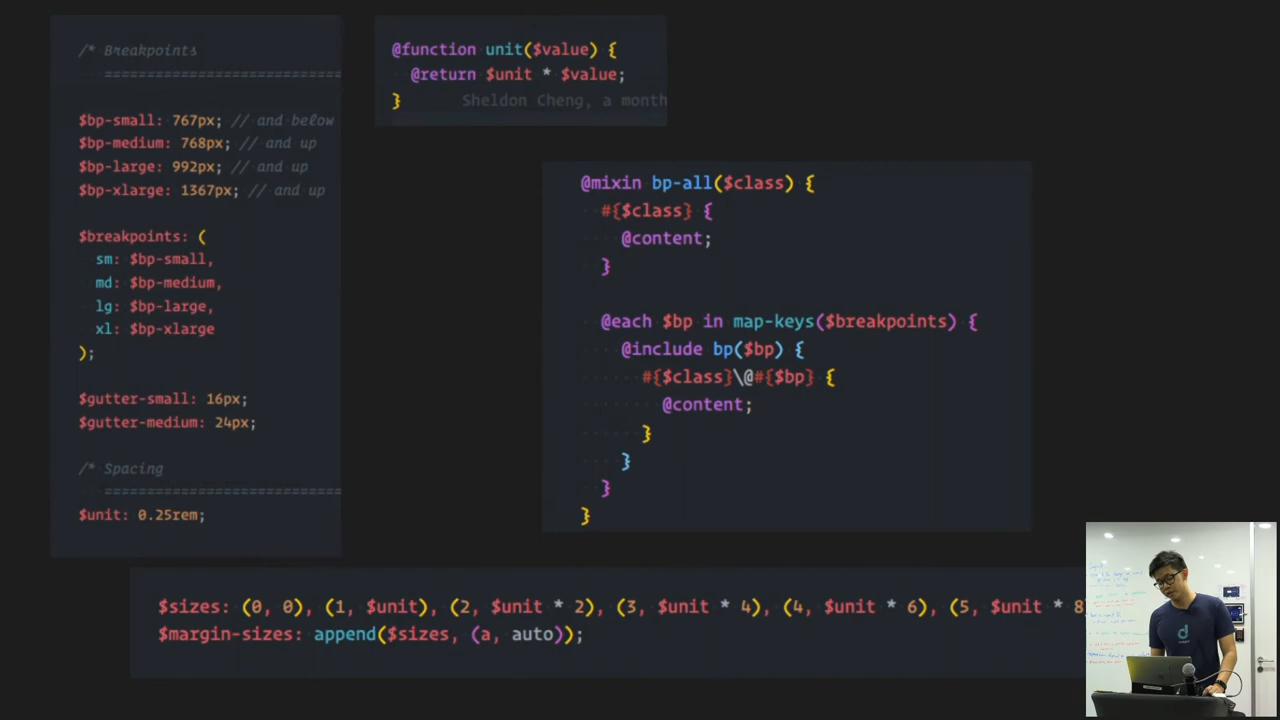 /* Breakpoints
============================
$bp-small: 767px; // and below
$bp-medium: 768px; // and up
$bp-large: 992px; // and up
$bp-xlarge: 1367px; // and up
$breakpoints: (
sm: $bp-small,
md: $bp-medium,
lg: $bp-large,
xl: $bp-xlarge
);
$gutter-small: 16px;
$gutter-medium: 24px;
/* Spacing
============================
$unit: 0.25rem;
@function unit($value) {
@return $unit * $value;
}
Sheldon Cheng, a month
@mixin bp-all($class) {
#{$class} {
@content;
}
@each $bp in map-keys($breakpoints) {
@include bp($bp) {
#{$class}\@#{$bp} {
@content;
}
}
}
}
$sizes: (0, 0), (1, $unit), (2, $unit * 2), (3, $unit * 4), (4, $unit * 6), (5, $unit * 8
$margin-sizes: append($sizes, (a, auto));